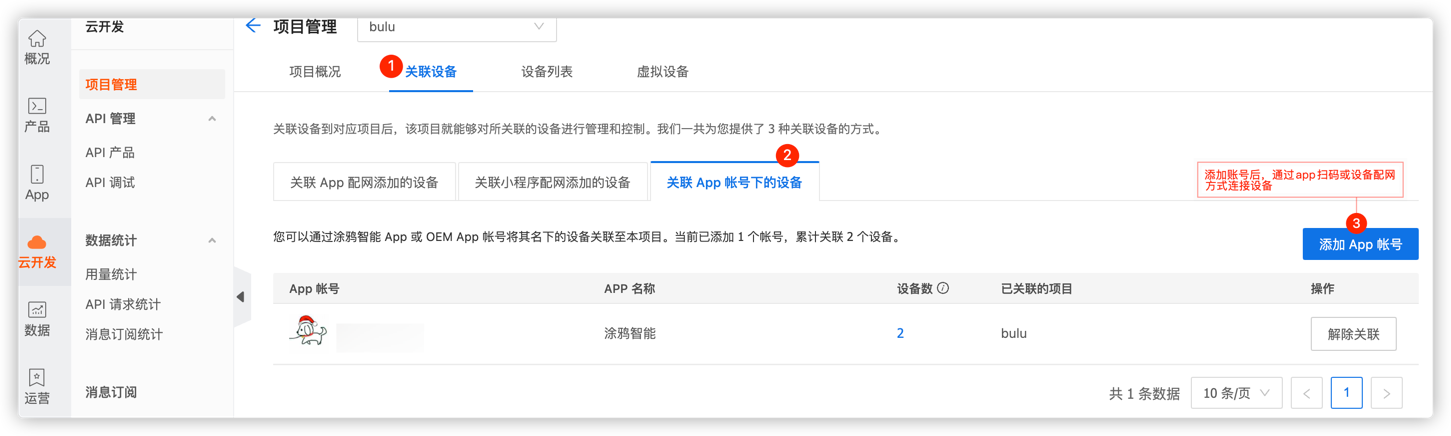 概况
产品
App
云开发
数据
运营
云开发
项目管理
API 管理
API 产品
API 调试
数据统计
用量统计
API 请求统计
消息订阅统计
消息订阅
项目管理
bulu
项目概况
1
关联设备
设备列表
虚拟设备
关联设备到对应项目后，该项目就能够对所关联的设备进行管理和控制。我们一共为您提供了 3 种关联设备的方式。
2
关联 App 配网添加的设备
关联小程序配网添加的设备
关联 App 帐号下的设备
添加账号后，通过app扫码或设备配网
方式连接设备
3
您可以通过涂鸦智能 App 或 OEM App 帐号将其名下的设备关联至本项目。当前已添加 1 个帐号，累计关联 2 个设备。
添加 App 帐号
App 帐号
APP 名称
设备数
已关联的项目
操作
涂鸦智能
2
bulu
解除关联
共 1 条数据
10 条/页
<
1
>